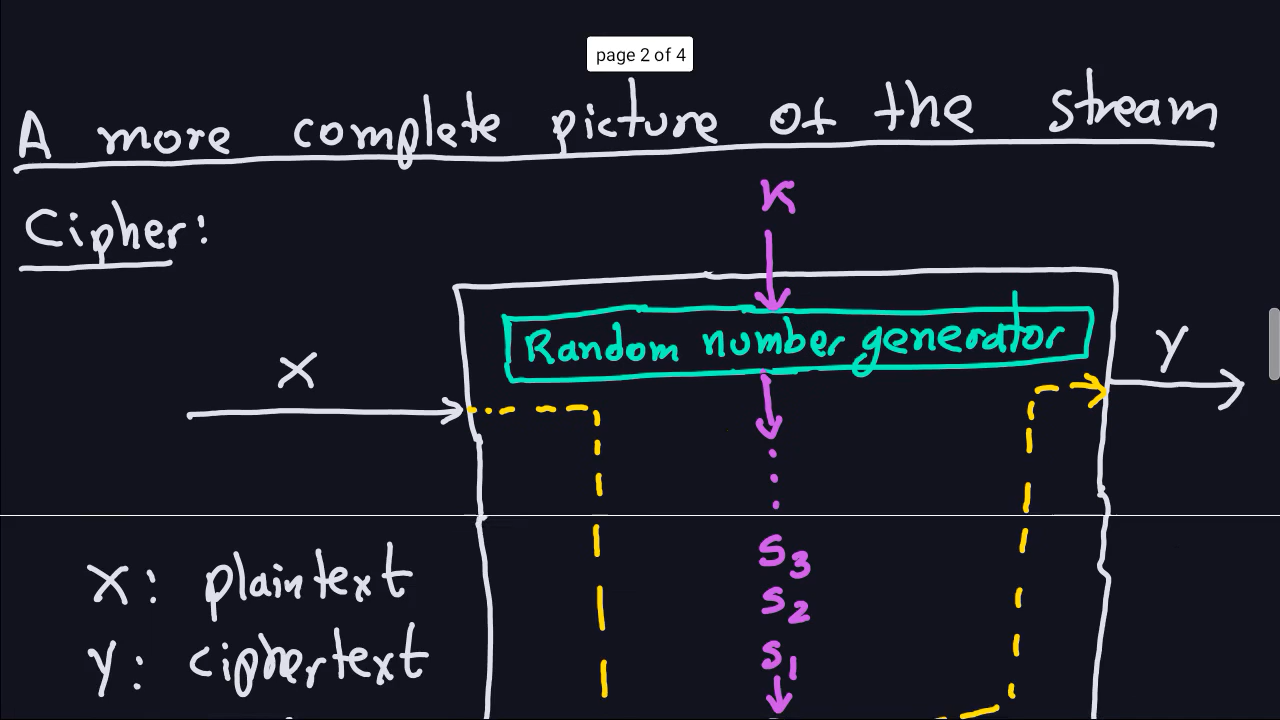 page 2 of 4
A more complete picture of the stream
Cipher:
K
Random number generator
x
y
S3
x: plaintext
S2
y: ciphertext
S1